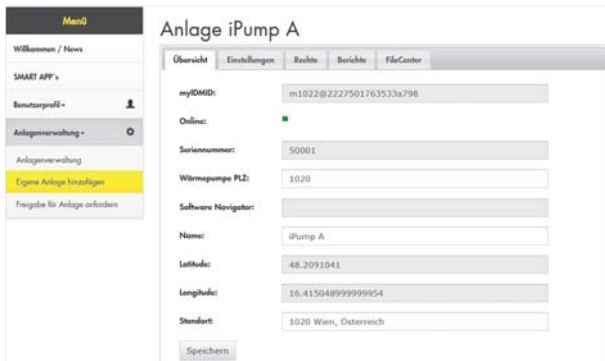 Menü
Willkommen / News
SMART APP's
Benutzerprofil
Anlagenverwaltung
Anlagenverwaltung
Eigene Anlage hinzufügen
Freigabe für Anlage anfordern
Anlage iPump A
Übersicht Einstellungen Rechte Berichte FileCenter
myIDMID: m1022@2227501763533a798
Online:
Seriennummer: 50001
Wärmepumpe PLZ: 1020
Software Navigator:
Name: iPump A
Latitude: 48.2091041
Longitude: 16.415048999999954
Standort: 1020 Wien, Österreich
Speichern